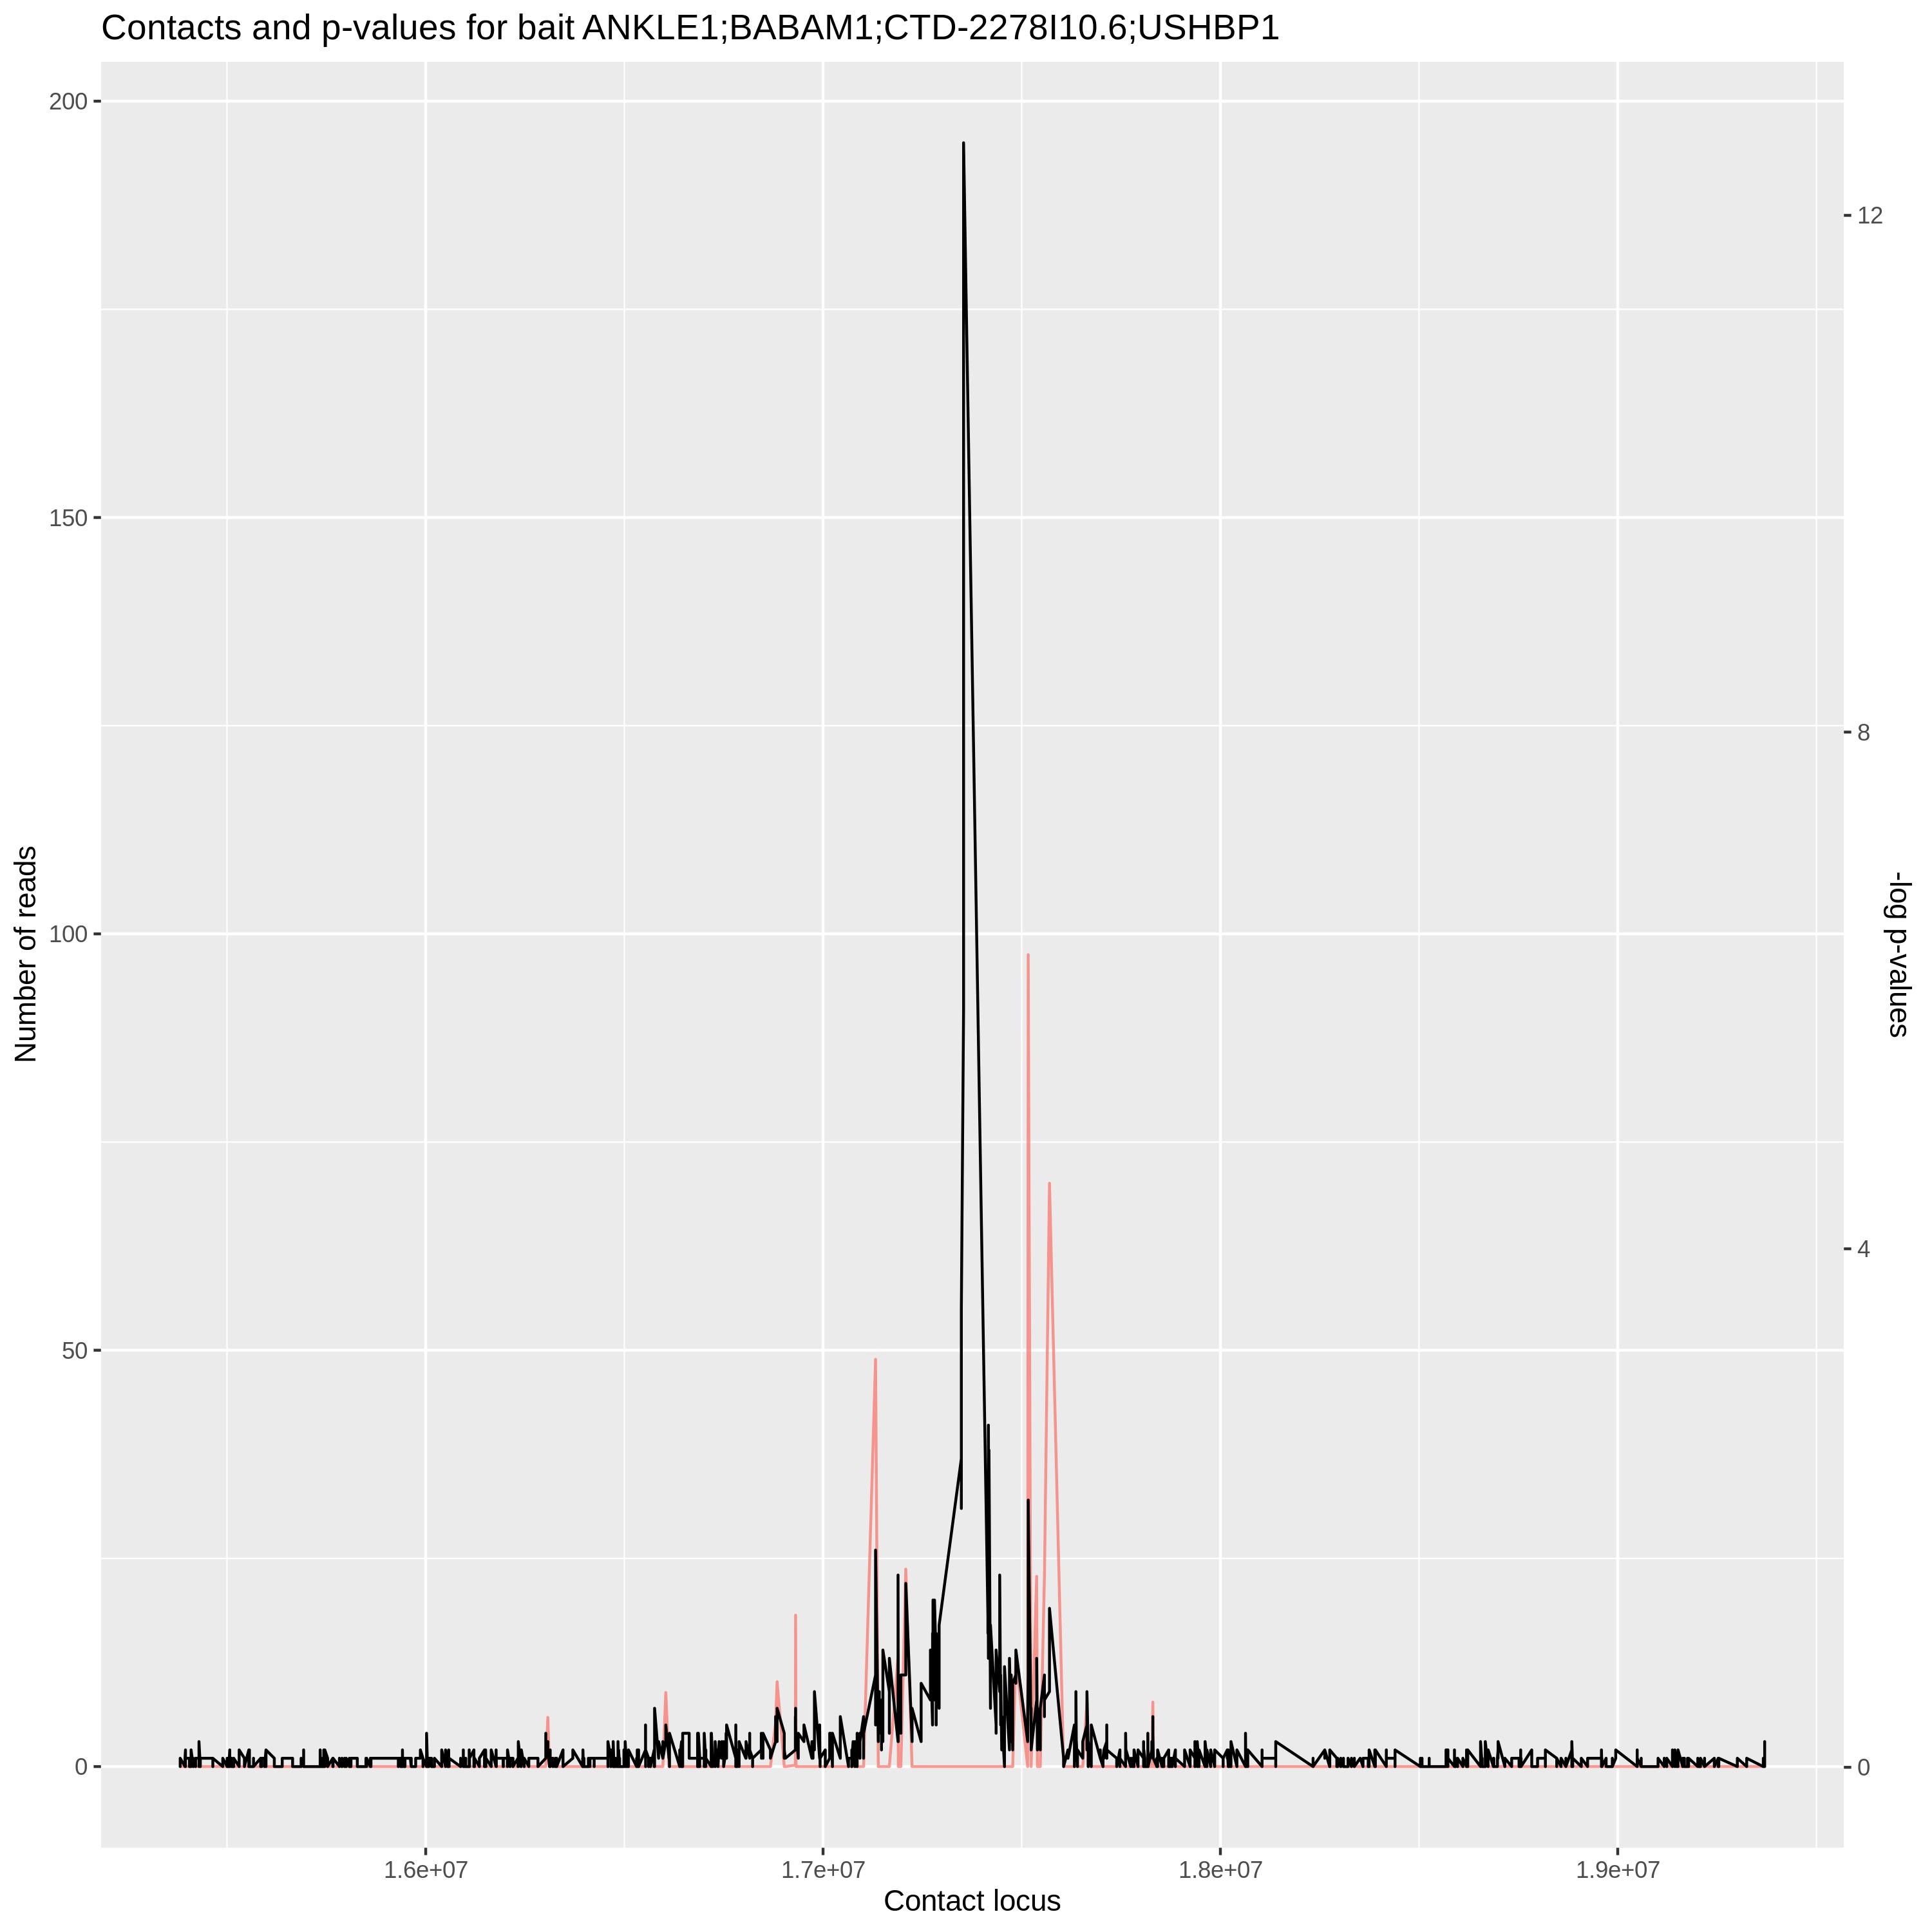 Contacts and p-values for bait ANKLE1;BABAM1;CTD-2278I10.6;USHBP1
200
150
100
50
0
Number of reads
12
8
4
0
-log p-values
1.6e+07
1.7e+07
1.8e+07
1.9e+07
Contact locus